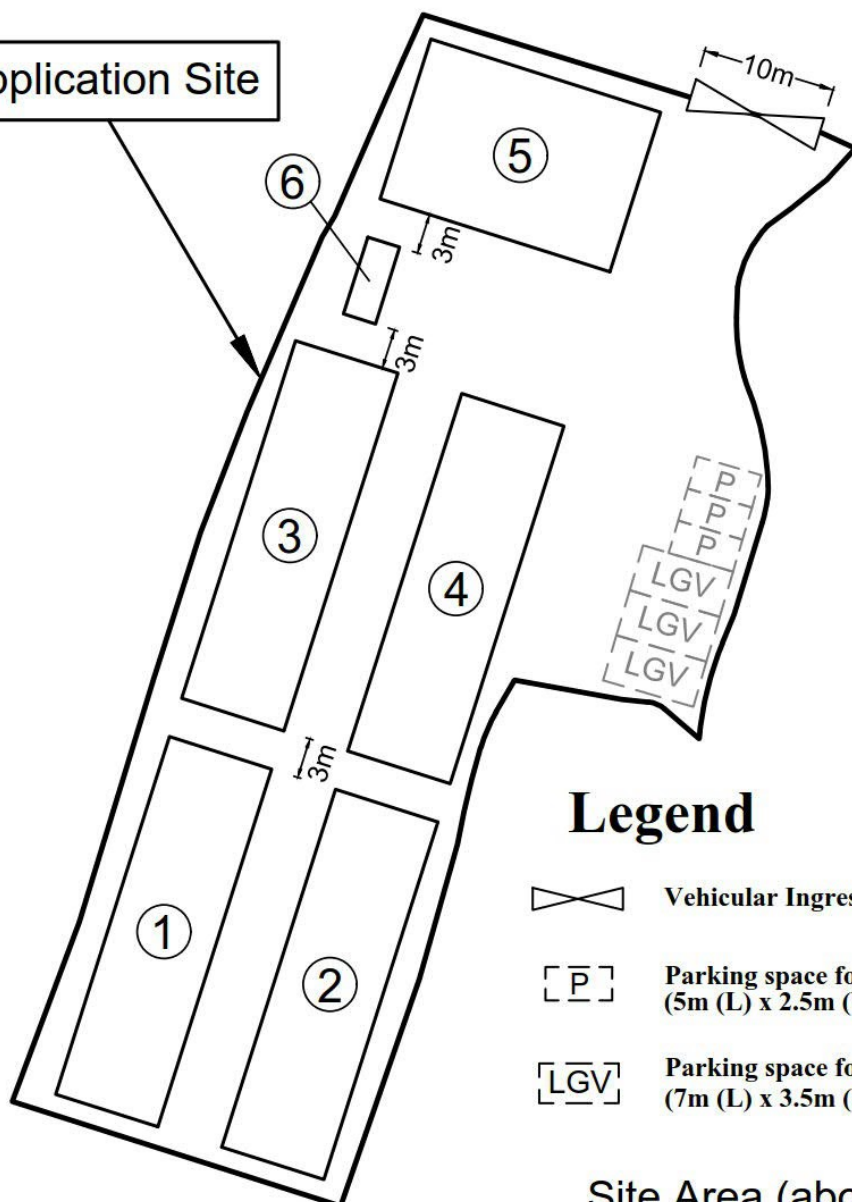 pplication Site
10m
5
6
3m
3m
3
4
P
P
P
LGV
LGV
LGV
3m
1
2
Legend
Vehicular Ingres
P
Parking space fo
(5m (L) x 2.5m (
LGV
Parking space fo
(7m (L) x 3.5m (
Site Area (abo